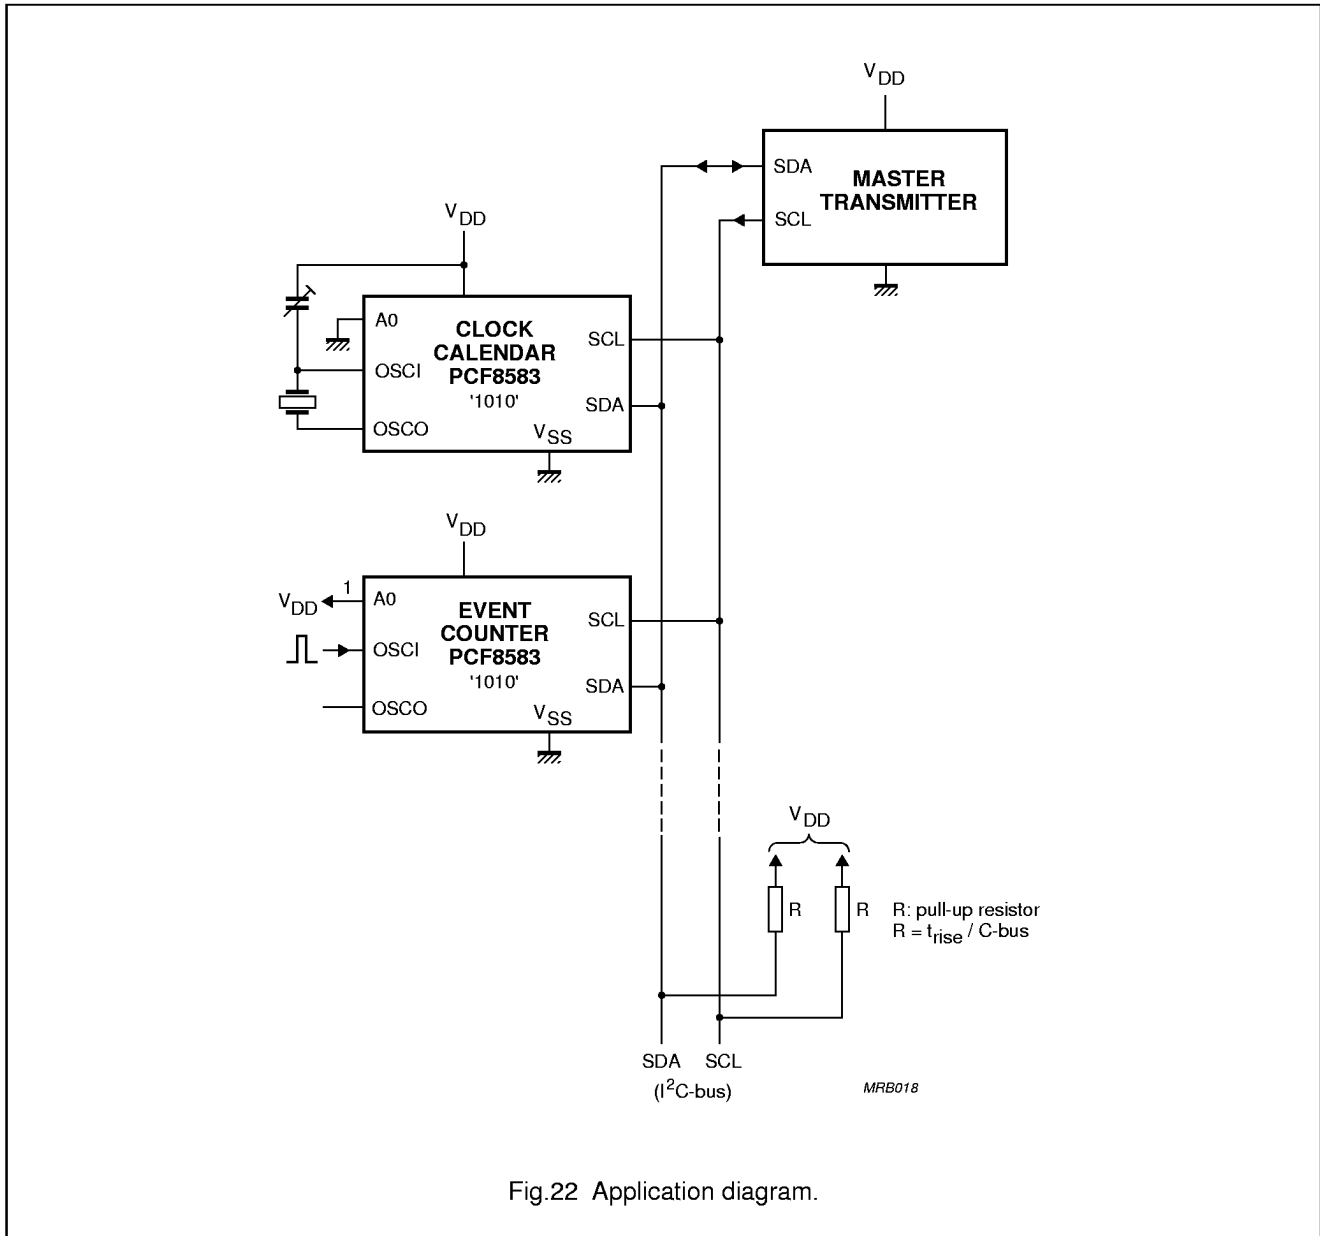 VDD
SDA
MASTER
TRANSMITTER
SCL
VDD
A0
CLOCK
CALENDAR
PCF8583
'1010'
OSCI
OSCO
SCL
SDA
VSS
VDD
VDD
1
A0
EVENT
COUNTER
PCF8583
'1010'
OSCI
OSCO
SCL
SDA
VSS
VDD
R
R
R: pull-up resistor
R = trise / C-bus
SDA SCL
(I²C-bus)
MRB018
Fig.22 Application diagram.